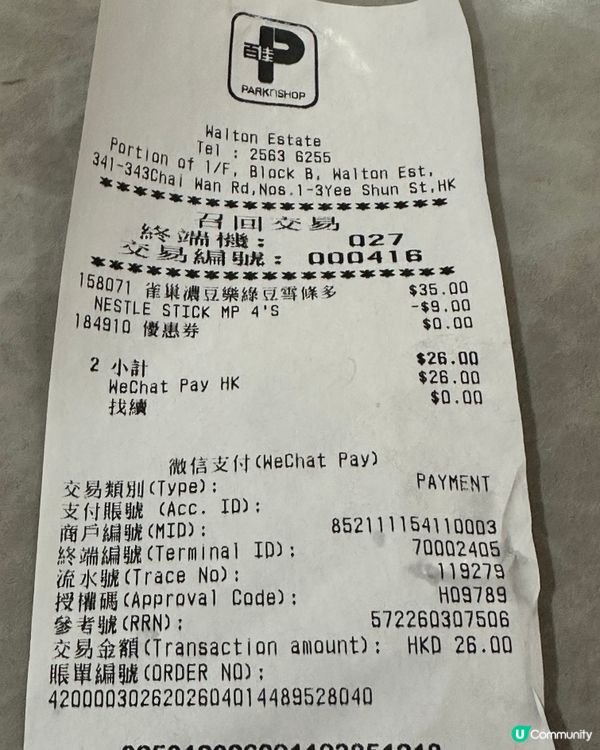 百佳
PARKnSHOP
Walton Estate
Tel : 2563 6255
Portion of 1/F, Block B, Walton Est,
341-343Chai Wan Rd,Nos.1-3Yee Shun St,HK
********************
召回交易
終端機: 027
交易編號: 000416
********************
158071 雀巢濃豆樂綠豆雪條多 $35.00
NESTLE STICK MP 4'S -$9.00
184910 優惠券 $0.00
2 小計 $26.00
WeChat Pay HK $26.00
找續 $0.00
微信支付(WeChat Pay)
交易類別(Type): PAYMENT
支付賬號 (Acc. ID):
商戶編號(MID): 852111154110003
終端編號(Terminal ID): 70002405
流水號(Trace No): 119279
授權碼(Approval Code): H09789
參考號(RRN): 572260307506
交易金額(Transaction amount): HKD 26.00
賬單編號(ORDER NO):
4200003026202604014489528040
U Community